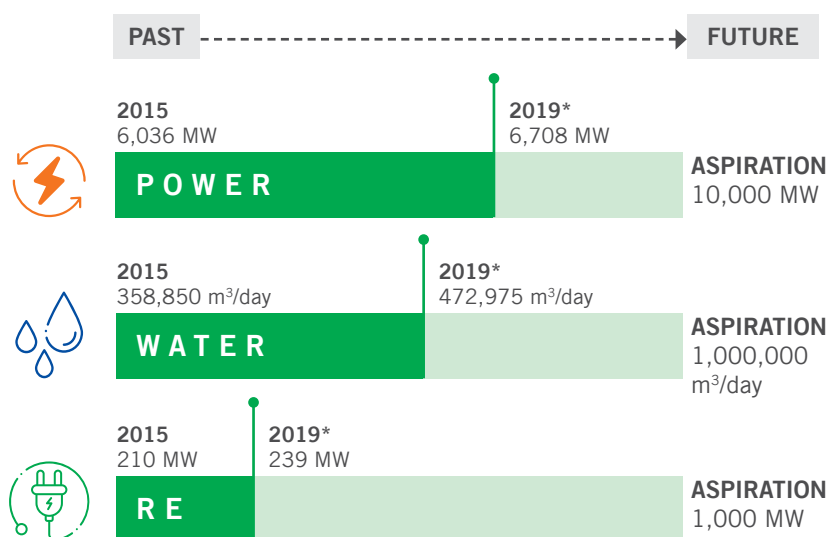 PAST
FUTURE
2015
6,036 MW
2019*
6,708 MW
POWER
ASPIRATION
10,000 MW
2015
358,850 m³/day
2019*
472,975 m³/day
WATER
ASPIRATION
1,000,000
m³/day
2015
210 MW
2019*
239 MW
RE
ASPIRATION
1,000 MW